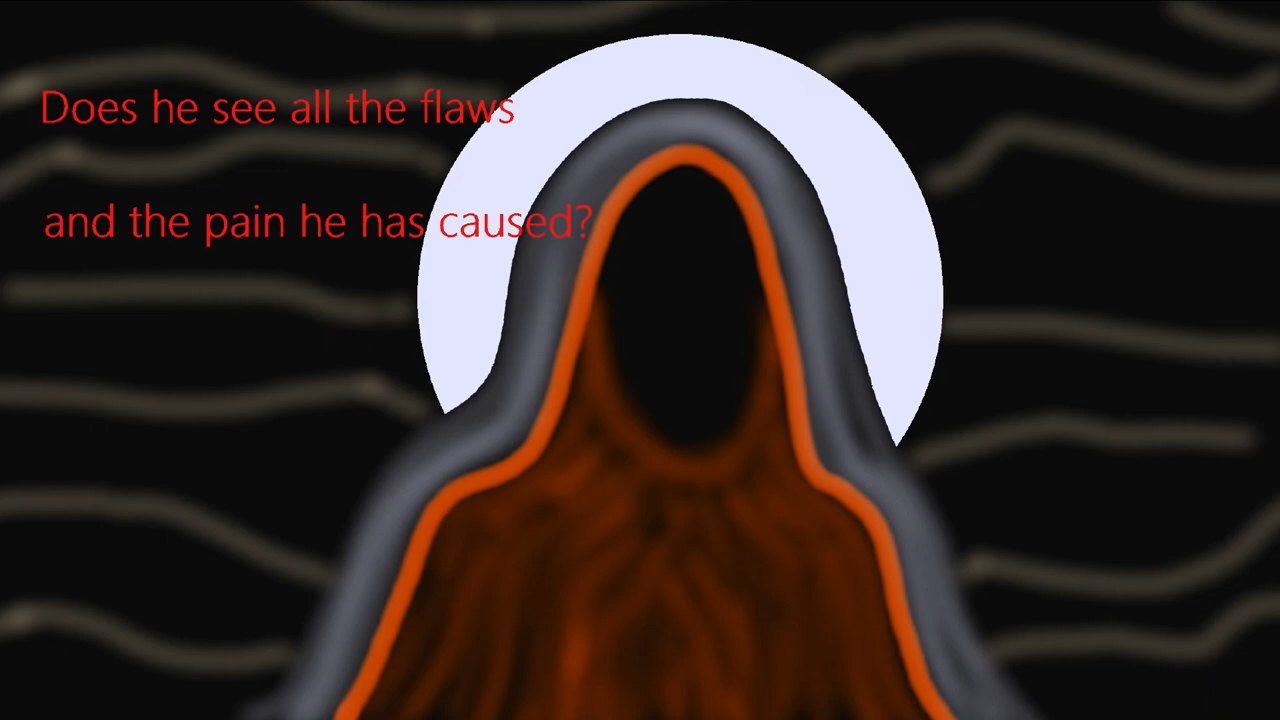 Does he see all the flaws
and the pain he has caused?